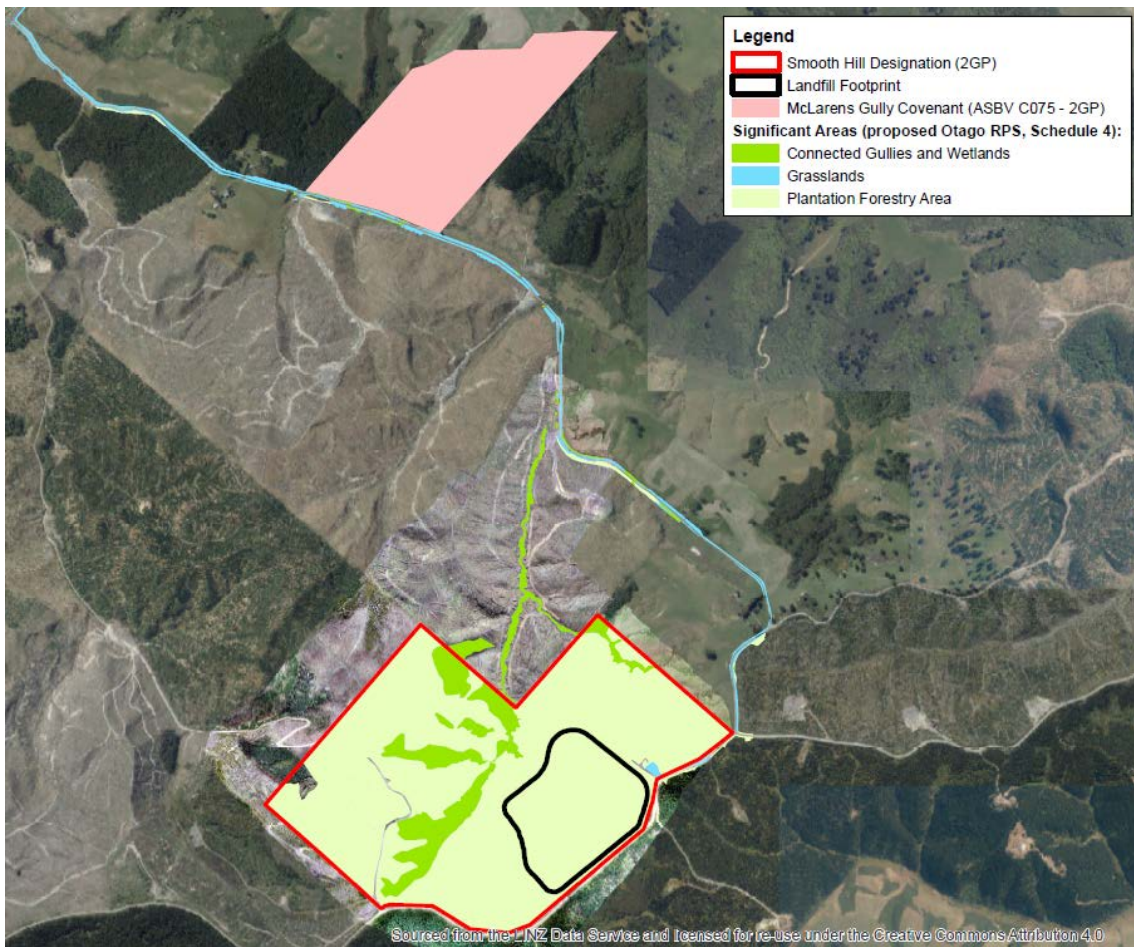 Legend
Smooth Hill Designation (2GP)
Landfill Footprint
McLarens Gully Covenant (ASBV C075 - 2GP)
Significant Areas (proposed Otago RPS, Schedule 4):
Connected Gullies and Wetlands
Grasslands
Plantation Forestry Area
Sourced from the LINZ Data Service and licensed for re-use under the Creative Commons Attribution 4.0